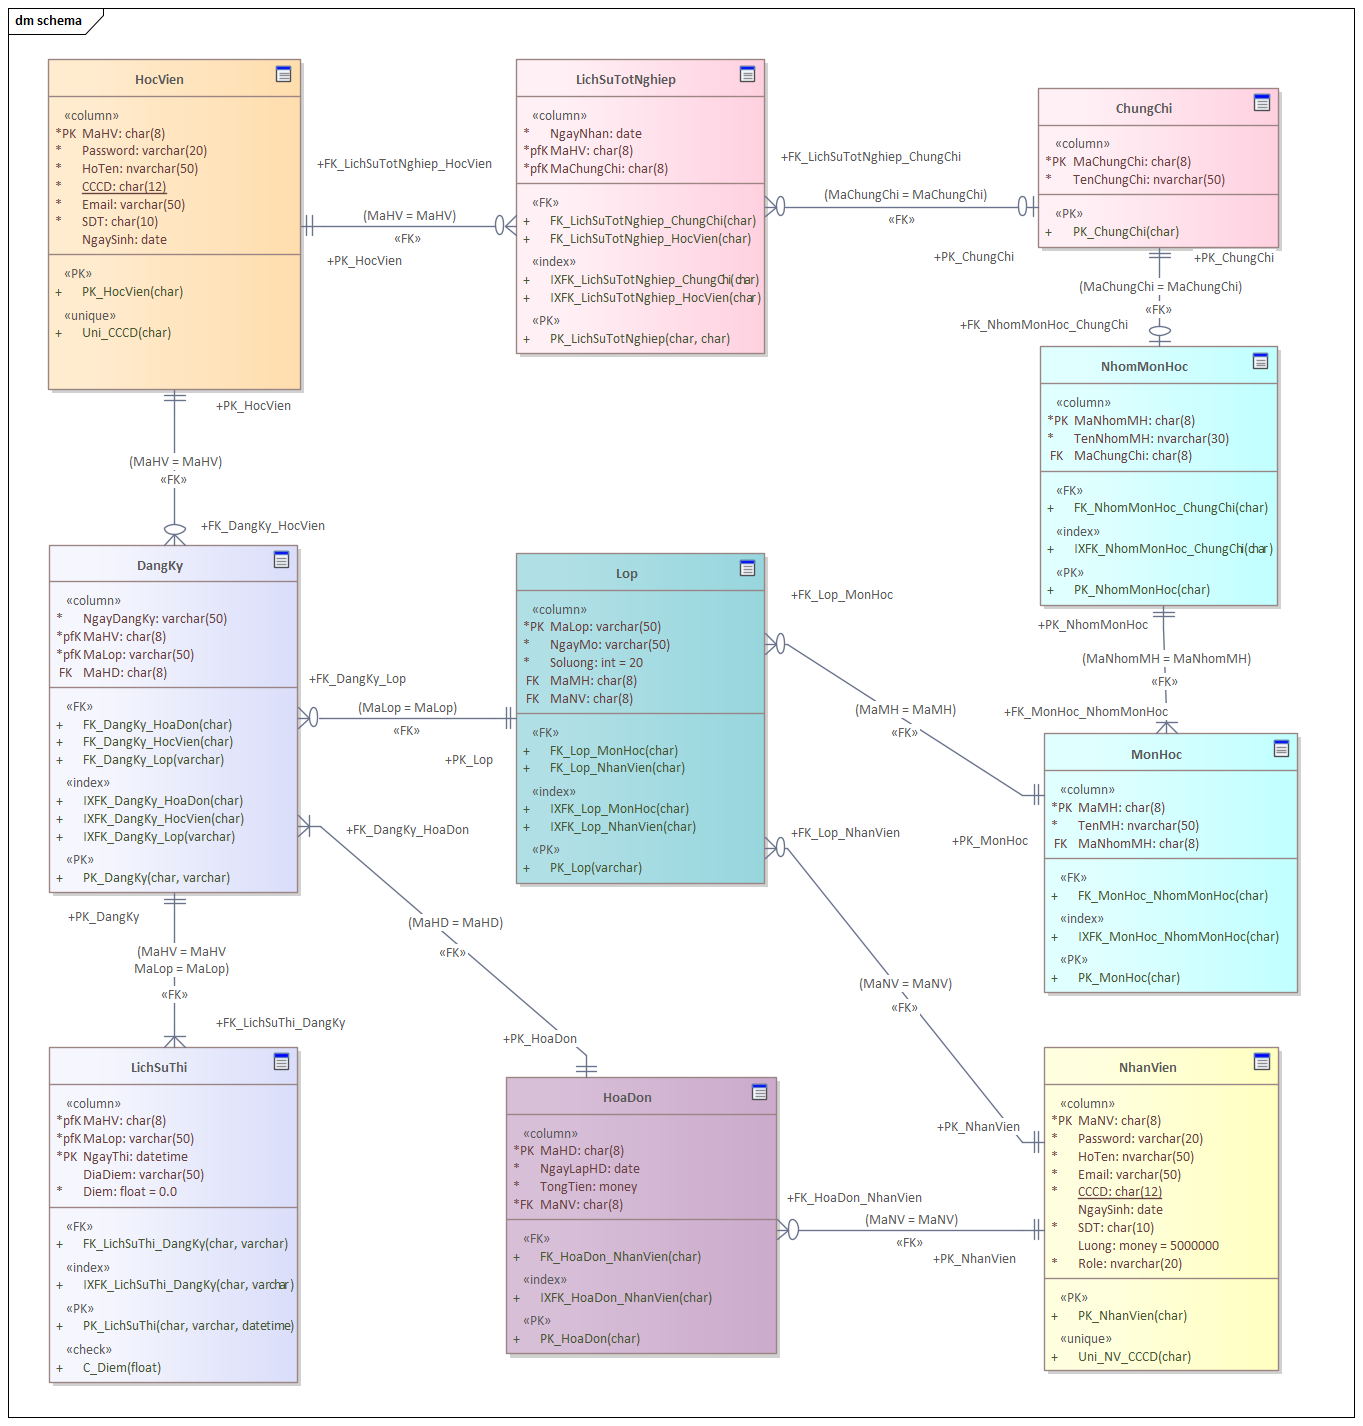 dm schema
HocVien
«column»
*PK MaHV: char(8)
* Password: varchar(20)
* HoTen: nvarchar(50)
* CCCD: char(12)
* Email: varchar(50)
* SDT: char(10)
NgaySinh: date
«PK»
+ PK_HocVien(char)
«unique»
+ Uni_CCCD(char)
+FK_LichSuTotNghiep_HocVien
(MaHV = MaHV)
«FK»
+PK_HocVien
LichSuTotNghiep
«column»
* NgayNhan: date
*pfK MaHV: char(8)
*pfK MaChungChi: char(8)
«FK»
+ FK_LichSuTotNghiep_ChungChi(char)
+ FK_LichSuTotNghiep_HocVien(char)
«index»
+ IXFK_LichSuTotNghiep_ChungChi(char)
+ IXFK_LichSuTotNghiep_HocVien(char)
«PK»
+ PK_LichSuTotNghiep(char, char)
+FK_LichSuTotNghiep_ChungChi
(MaChungChi = MaChungChi)
«FK»
+PK_ChungChi
ChungChi
«column»
*PK MaChungChi: char(8)
* TenChungChi: nvarchar(50)
«PK»
+ PK_ChungChi(char)
+PK_ChungChi
(MaChungChi = MaChungChi)
«FK»
+FK_NhomMonHoc_ChungChi
NhomMonHoc
«column»
*PK MaNhomMH: char(8)
* TenNhomMH: nvarchar(30)
FK MaChungChi: char(8)
«FK»
+ FK_NhomMonHoc_ChungChi(char)
«index»
+ IXFK_NhomMonHoc_ChungChi(char)
«PK»
+ PK_NhomMonHoc(char)
+PK_HocVien
(MaHV = MaHV)
«FK»
+FK_DangKy_HocVien
DangKy
«column»
* NgayDangKy: varchar(50)
*pfK MaHV: char(8)
*pfK MaLop: varchar(50)
FK MaHD: char(8)
«FK»
+ FK_DangKy_HoaDon(char)
+ FK_DangKy_HocVien(char)
+ FK_DangKy_Lop(varchar)
«index»
+ IXFK_DangKy_HoaDon(char)
+ IXFK_DangKy_HocVien(char)
+ IXFK_DangKy_Lop(varchar)
«PK»
+ PK_DangKy(char, varchar)
+FK_DangKy_Lop
(MaLop = MaLop)
«FK»
+PK_Lop
Lop
«column»
*PK MaLop: varchar(50)
* NgayMo: varchar(50)
* Soluong: int = 20
FK MaMH: char(8)
FK MaNV: char(8)
«FK»
+ FK_Lop_MonHoc(char)
+ FK_Lop_NhanVien(char)
«index»
+ IXFK_Lop_MonHoc(char)
+ IXFK_Lop_NhanVien(char)
«PK»
+ PK_Lop(varchar)
+FK_Lop_MonHoc
(MaMH = MaMH)
«FK»
+PK_MonHoc
+PK_NhomMonHoc
(MaNhomMH = MaNhomMH)
«FK»
+FK_MonHoc_NhomMonHoc
MonHoc
«column»
*PK MaMH: char(8)
* TenMH: nvarchar(50)
FK MaNhomMH: char(8)
«FK»
+ FK_MonHoc_NhomMonHoc(char)
«index»
+ IXFK_MonHoc_NhomMonHoc(char)
«PK»
+ PK_MonHoc(char)
+FK_DangKy_HoaDon
(MaHD = MaHD)
«FK»
+PK_HoaDon
+FK_Lop_NhanVien
(MaNV = MaNV)
«FK»
+PK_NhanVien
+PK_DangKy
(MaHV = MaHV
MaLop = MaLop)
«FK»
+FK_LichSuThi_DangKy
LichSuThi
«column»
*pfK MaHV: char(8)
*pfK MaLop: varchar(50)
*PK NgayThi: datetime
DiaDiem: varchar(50)
* Diem: float = 0.0
«FK»
+ FK_LichSuThi_DangKy(char, varchar)
«index»
+ IXFK_LichSuThi_DangKy(char, varchar)
«PK»
+ PK_LichSuThi(char, varchar, datetime)
«check»
+ C_Diem(float)
HoaDon
«column»
*PK MaHD: char(8)
* NgayLapHD: date
* TongTien: money
*FK MaNV: char(8)
«FK»
+ FK_HoaDon_NhanVien(char)
«index»
+ IXFK_HoaDon_NhanVien(char)
«PK»
+ PK_HoaDon(char)
+FK_HoaDon_NhanVien
(MaNV = MaNV)
«FK»
+PK_NhanVien
NhanVien
«column»
*PK MaNV: char(8)
* Password: varchar(20)
* HoTen: nvarchar(50)
* Email: varchar(50)
* CCCD: char(12)
NgaySinh: date
* SDT: char(10)
Luong: money = 5000000
* Role: nvarchar(20)
«PK»
+ PK_NhanVien(char)
«unique»
+ Uni_NV_CCCD(char)